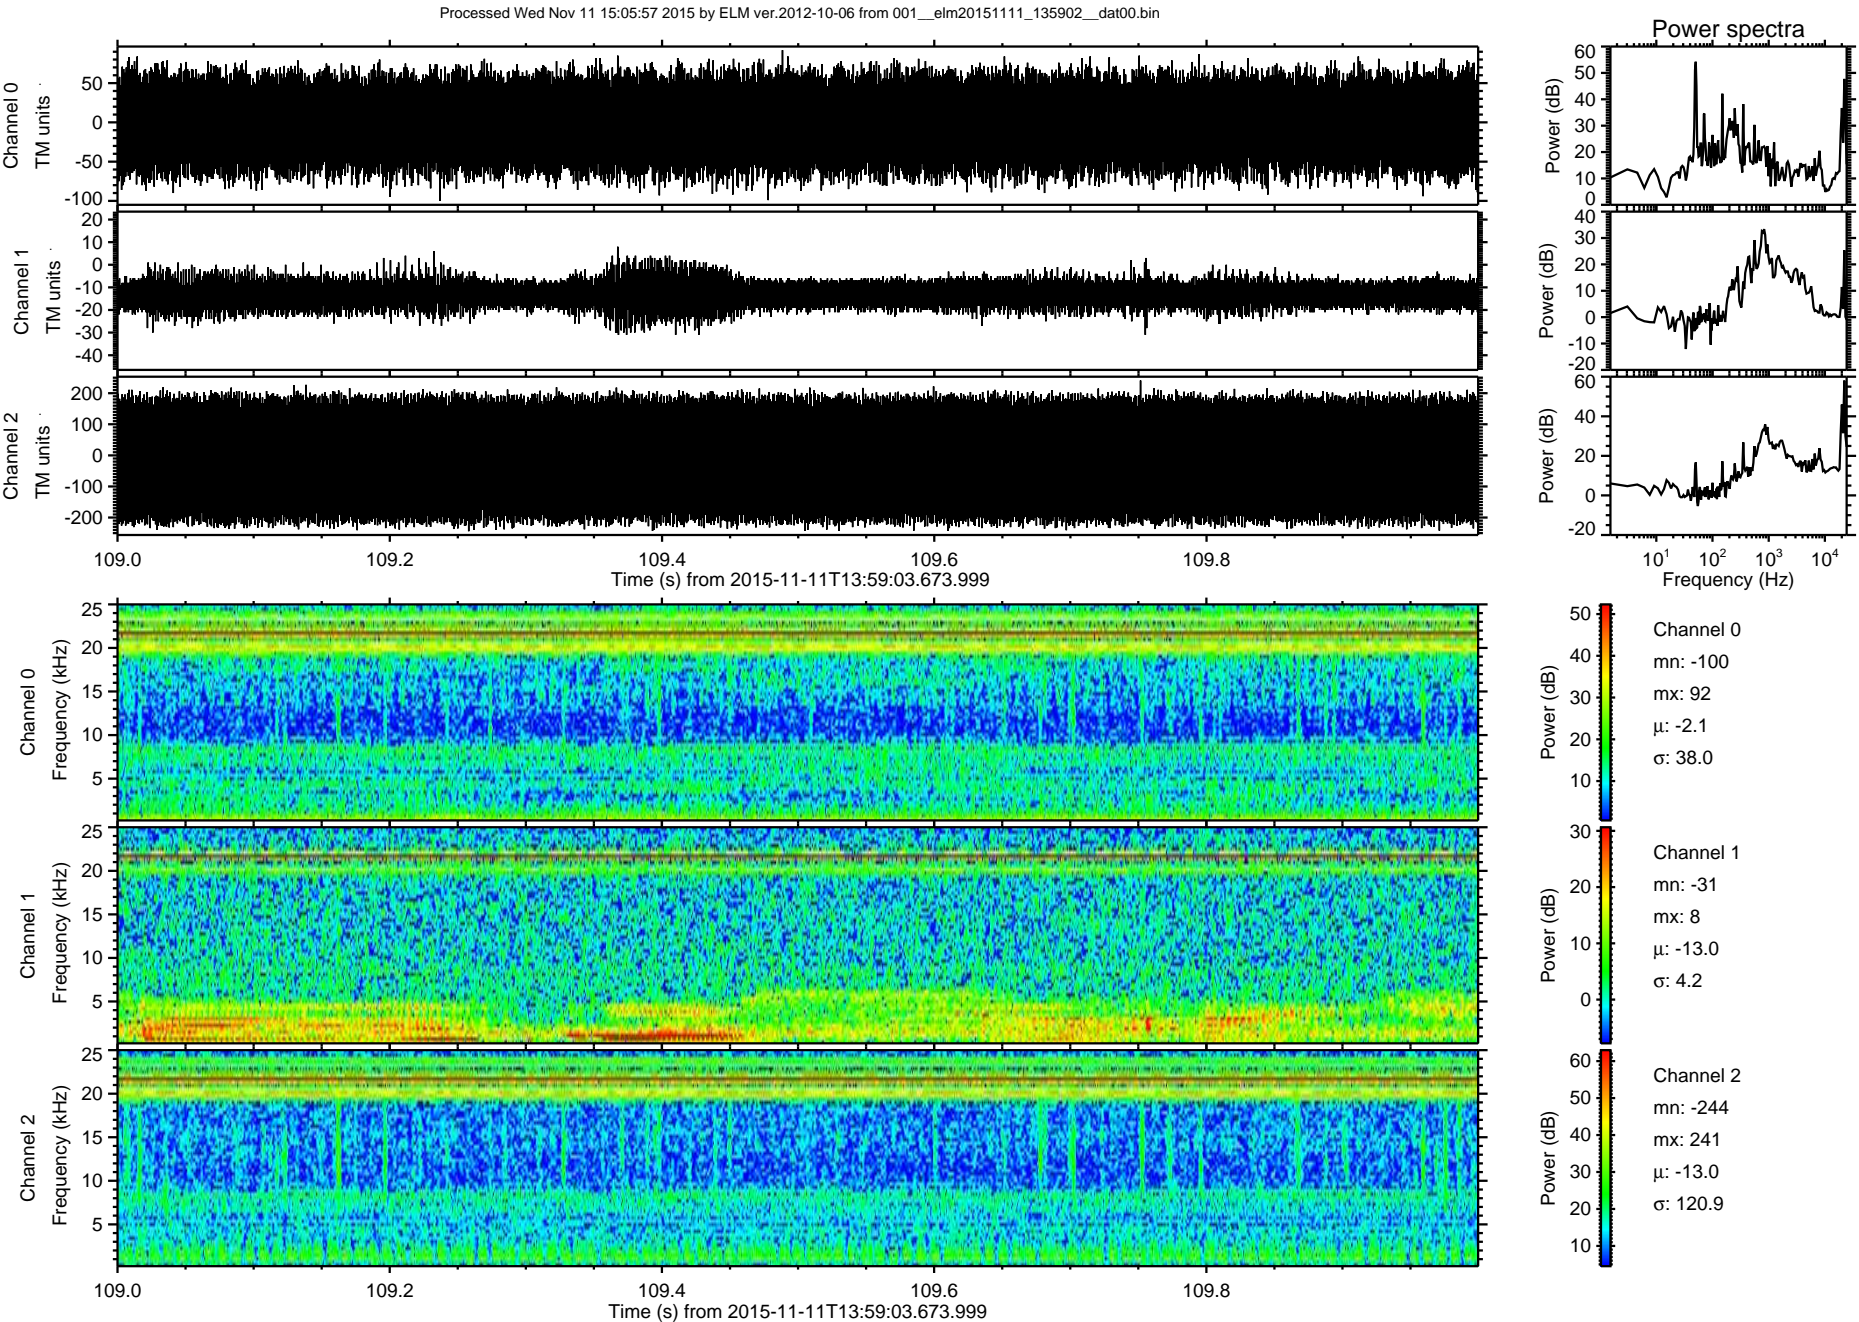 Processed Wed Nov 11 15:05:57 2015 by ELM ver.2012-10-06 from 001__elm20151111_135902__dat00.bin
Power spectra
Channel 0
TM units
50
0
-50
-100
Power (dB)
60
50
40
30
20
10
0
Channel 1
TM units
20
10
0
-10
-20
-30
-40
Power (dB)
40
30
20
10
0
-10
-20
Channel 2
TM units
200
100
0
-100
-200
Power (dB)
60
40
20
0
-20
109.0 109.2 109.4 109.6 109.8
Time (s) from 2015-11-11T13:59:03.673.999
10^1 10^2 10^3 10^4
Frequency (Hz)
Channel 0
Frequency (kHz)
25
20
15
10
5
Power (dB)
50
40
30
20
10
Channel 0
mn: -100
mx: 92
μ: -2.1
σ: 38.0
Channel 1
Frequency (kHz)
25
20
15
10
5
Power (dB)
30
20
10
0
Channel 1
mn: -31
mx: 8
μ: -13.0
σ: 4.2
Channel 2
Frequency (kHz)
25
20
15
10
5
Power (dB)
60
50
40
30
20
10
Channel 2
mn: -244
mx: 241
μ: -13.0
σ: 120.9
109.0 109.2 109.4 109.6 109.8
Time (s) from 2015-11-11T13:59:03.673.999